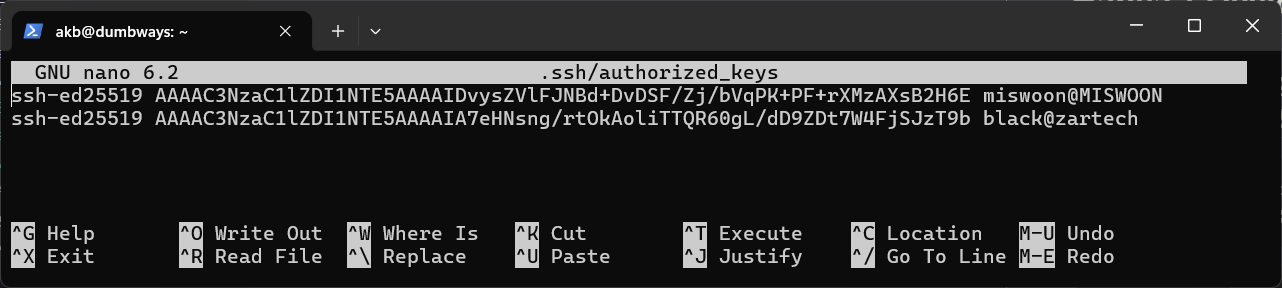 akb@dumbways: ~
GNU nano 6.2 .ssh/authorized_keys
ssh-ed25519 AAAAC3NzaC1lZDI1NTE5AAAAIDvysZVlFJNBd+DvDSF/Zj/bVqPK+PF+rXMzAXsB2H6E miswoon@MISWOON
ssh-ed25519 AAAAC3NzaC1lZDI1NTE5AAAAIA7eHNsng/rtOkAoliTTQR60gL/dD9ZDt7W4FjSJzT9b black@zartech
^G Help ^O Write Out ^W Where Is ^K Cut ^T Execute ^C Location M-U Undo
^X Exit ^R Read File ^\ Replace ^U Paste ^J Justify ^/ Go To Line M-E Redo